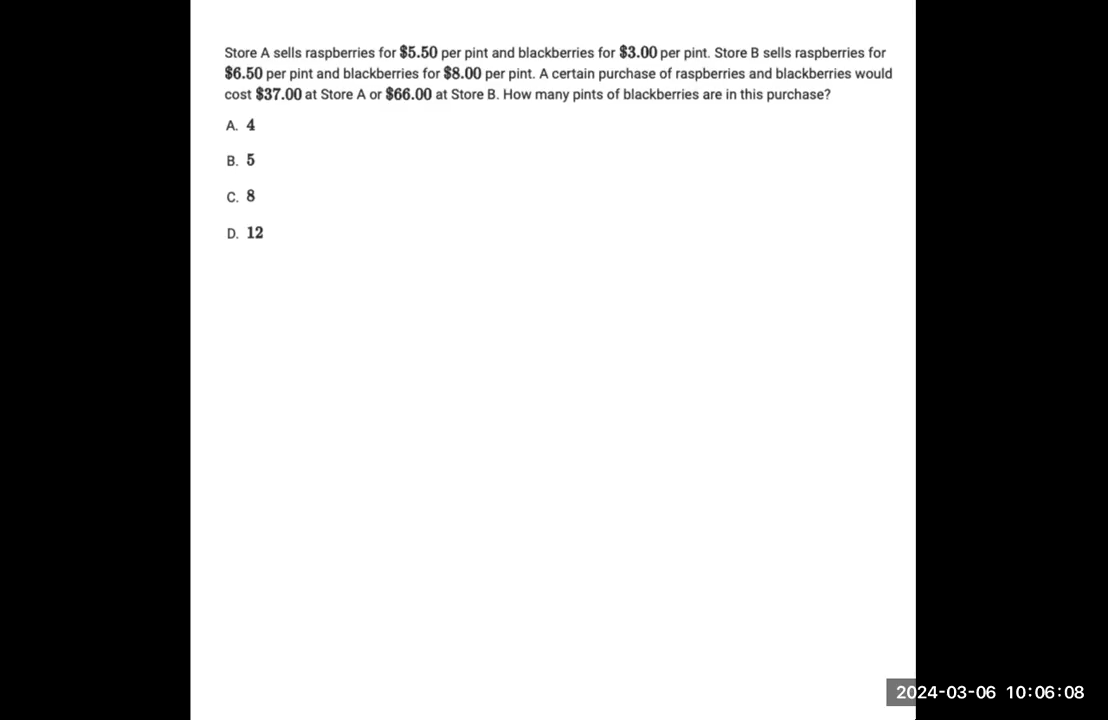 Store A sells raspberries for $5.50 per pint and blackberries for $3.00 per pint. Store B sells raspberries for
$6.50 per pint and blackberries for $8.00 per pint. A certain purchase of raspberries and blackberries would
cost $37.00 at Store A or $66.00 at Store B. How many pints of blackberries are in this purchase?
A. 4
B. 5
C. 8
D. 12
2024-03-06 10:06:08